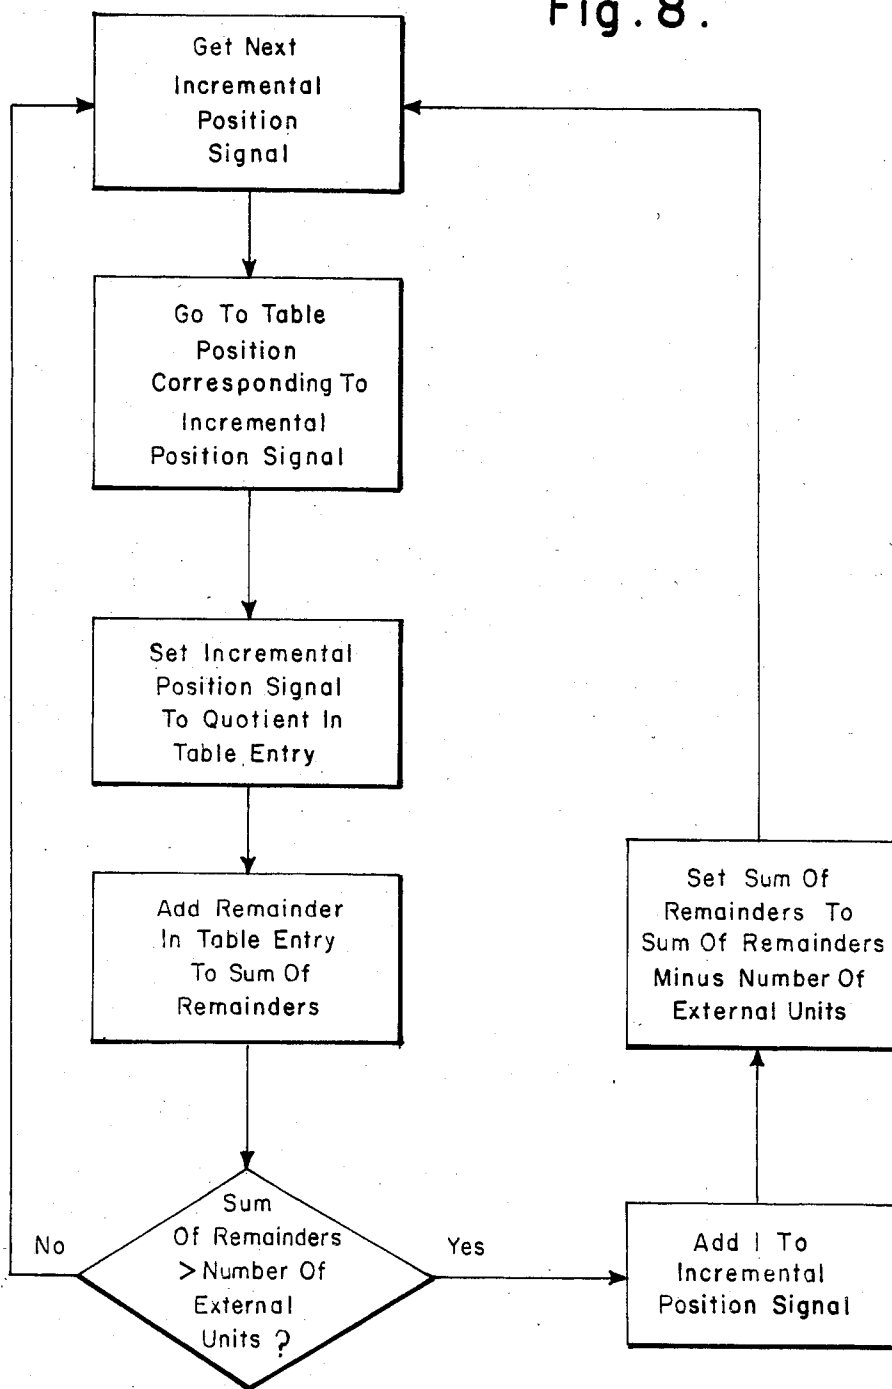 Fig. 8.
Get Next
Incremental
Position
Signal
Go To Table
Position
Corresponding To
Incremental
Position Signal
Set Incremental
Position Signal
To Quotient In
Table Entry
Add Remainder
In Table Entry
To Sum Of
Remainders
Sum
Of Remainders
> Number Of
External
Units ?
No
Yes
Add 1 To
Incremental
Position Signal
Set Sum Of
Remainders To
Sum Of Remainders
Minus Number Of
External Units